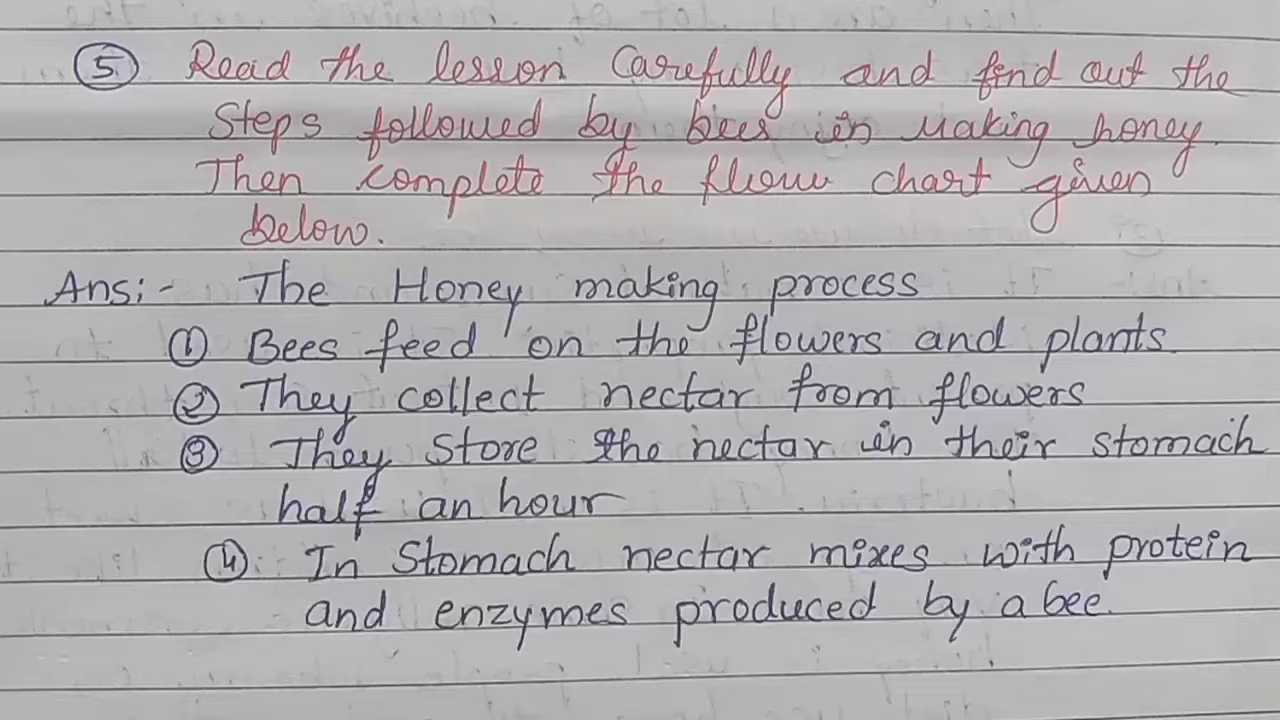 5 Read the lesson Carefully and find out the
Steps followed by bees in Making honey.
Then complete the flow chart given
below.
Ans:- The Honey making process
1 Bees feed on the flowers and plants
2 They collect nectar from flowers
3 They store the nectar in their stomach
half an hour
4 In Stomach nectar mixes with protein
and enzymes produced by a bee.